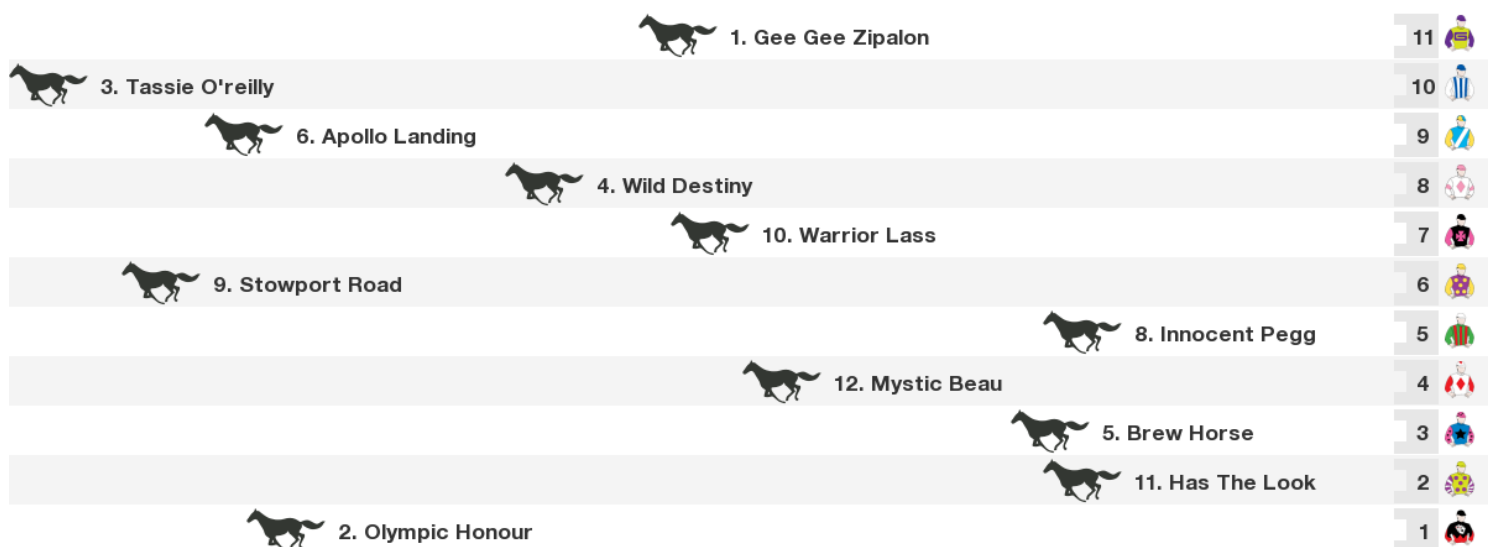 1. Gee Gee Zipalon 11
3. Tassie O'reilly 10
6. Apollo Landing 9
4. Wild Destiny 8
10. Warrior Lass 7
9. Stowport Road 6
8. Innocent Pegg 5
12. Mystic Beau 4
5. Brew Horse 3
11. Has The Look 2
2. Olympic Honour 1